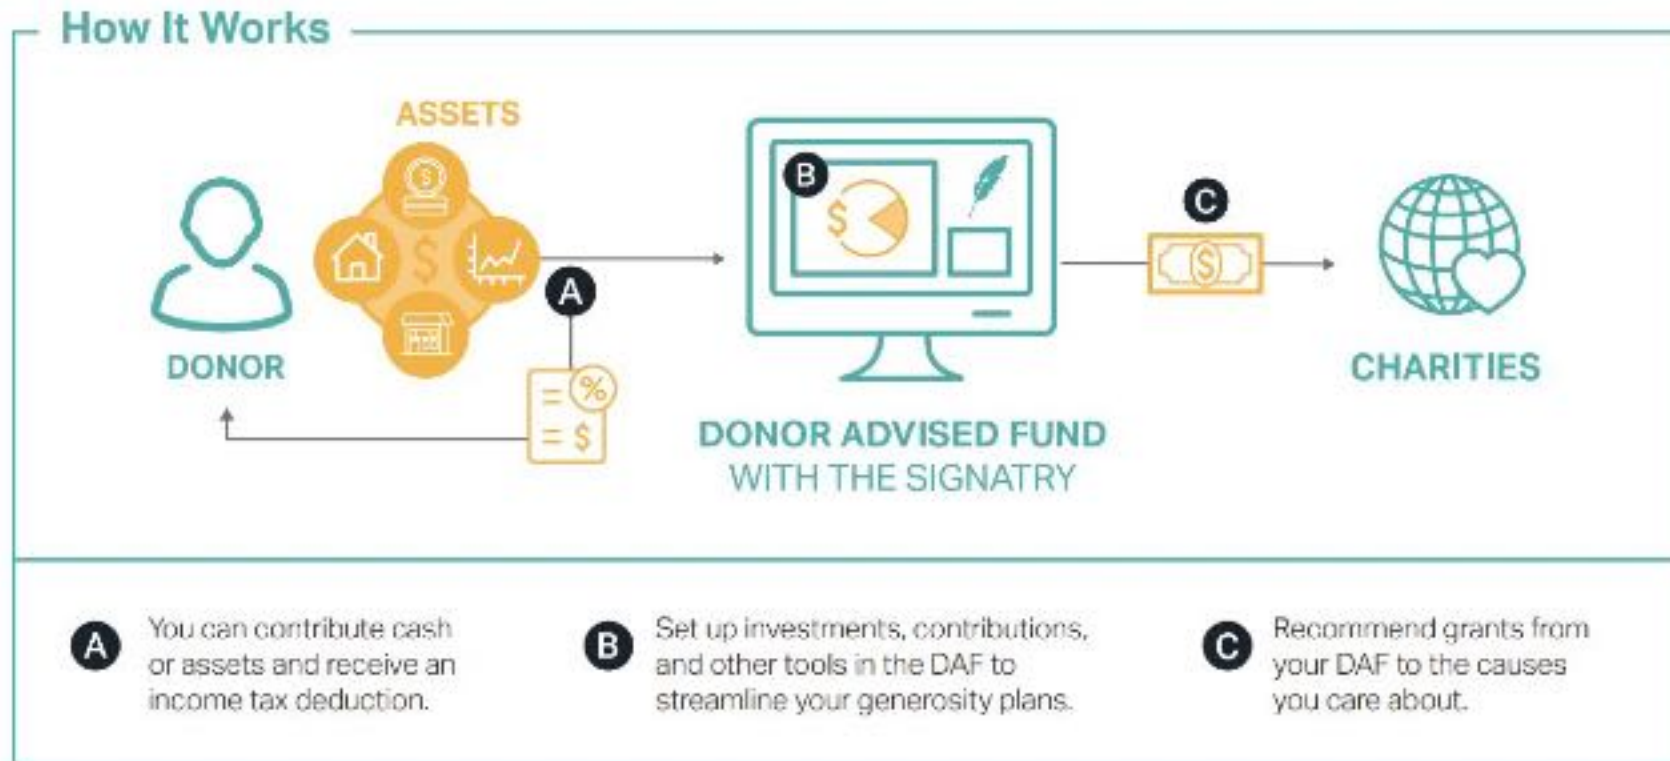 How It Works
ASSETS
$
$
A
%
= 
= $
DONOR
B
$
DONOR ADVISED FUND
WITH THE SIGNATRY
C
$
CHARITIES
A
You can contribute cash
or assets and receive an
income tax deduction.
B
Set up investments, contributions,
and other tools in the DAF to
streamline your generosity plans.
C
Recommend grants from
your DAF to the causes
you care about.